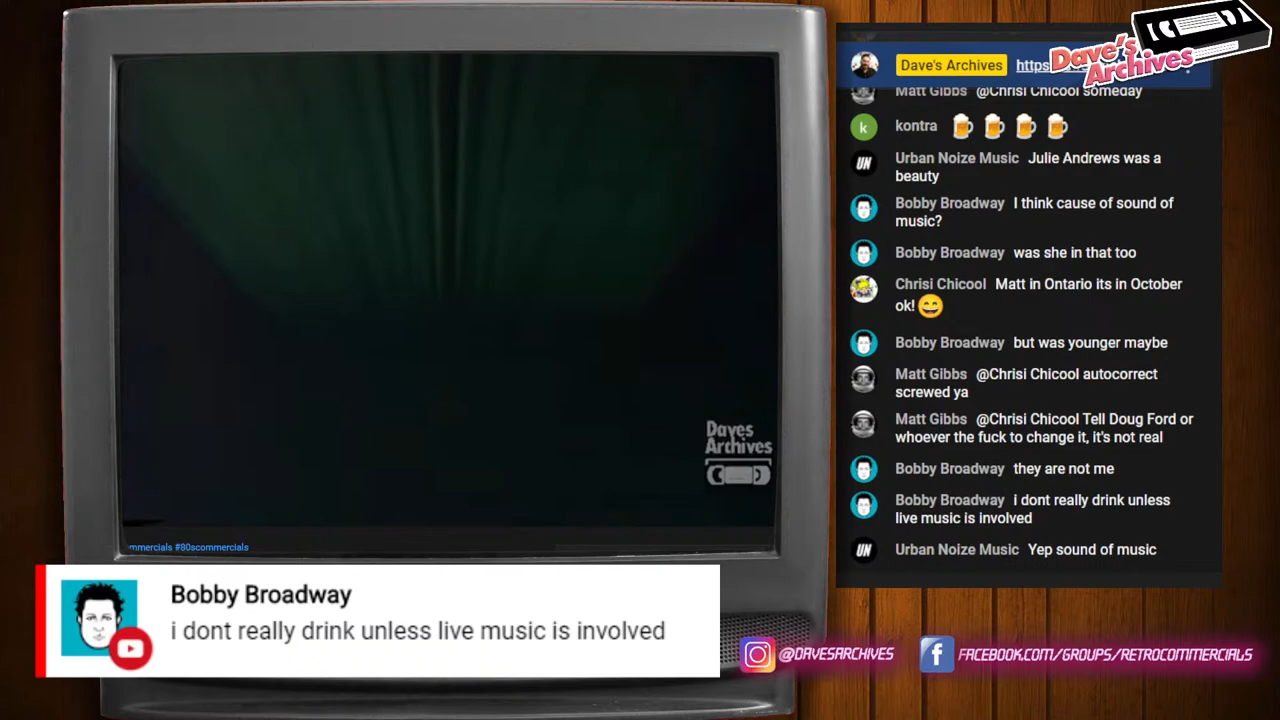 Dave's Archives
Dave's Archives https
Matt Gibbs @Chrisi Chicool someday
k kontra
UN Urban Noize Music Julie Andrews was a
beauty
Bobby Broadway I think cause of sound of
music?
Bobby Broadway was she in that too
Chrisi Chicool Matt in Ontario its in October
ok!
Bobby Broadway but was younger maybe
Matt Gibbs @Chrisi Chicool autocorrect
screwed ya
Matt Gibbs @Chrisi Chicool Tell Doug Ford or
whoever the fuck to change it, it's not real
Bobby Broadway they are not me
Bobby Broadway i dont really drink unless
live music is involved
UN Urban Noize Music Yep sound of music
Daves
Archives
mmercials #80scommercials
Bobby Broadway
i dont really drink unless live music is involved
@DAVESARCHIVES
FACEBOOK.COM/GROUPS/RETROCOMMERCIALS